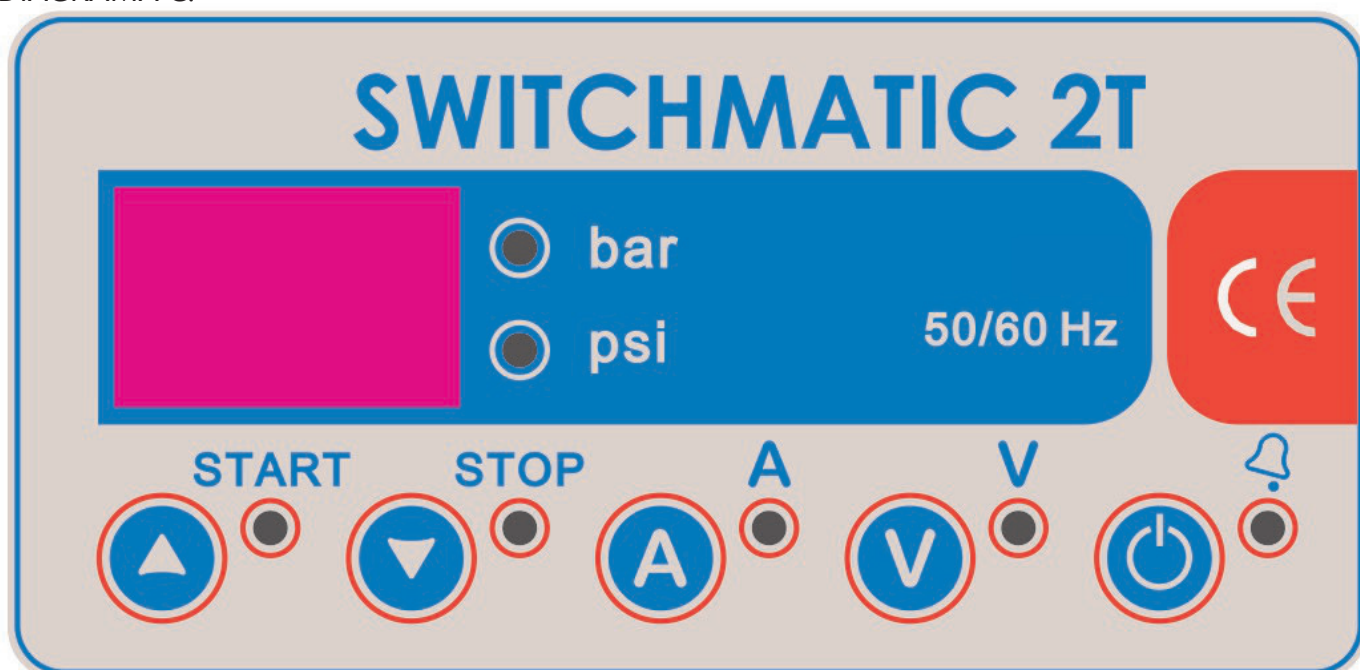 SWITCHMATIC 2T
bar
psi
50/60 Hz
CE
START
STOP
A
V
A
V